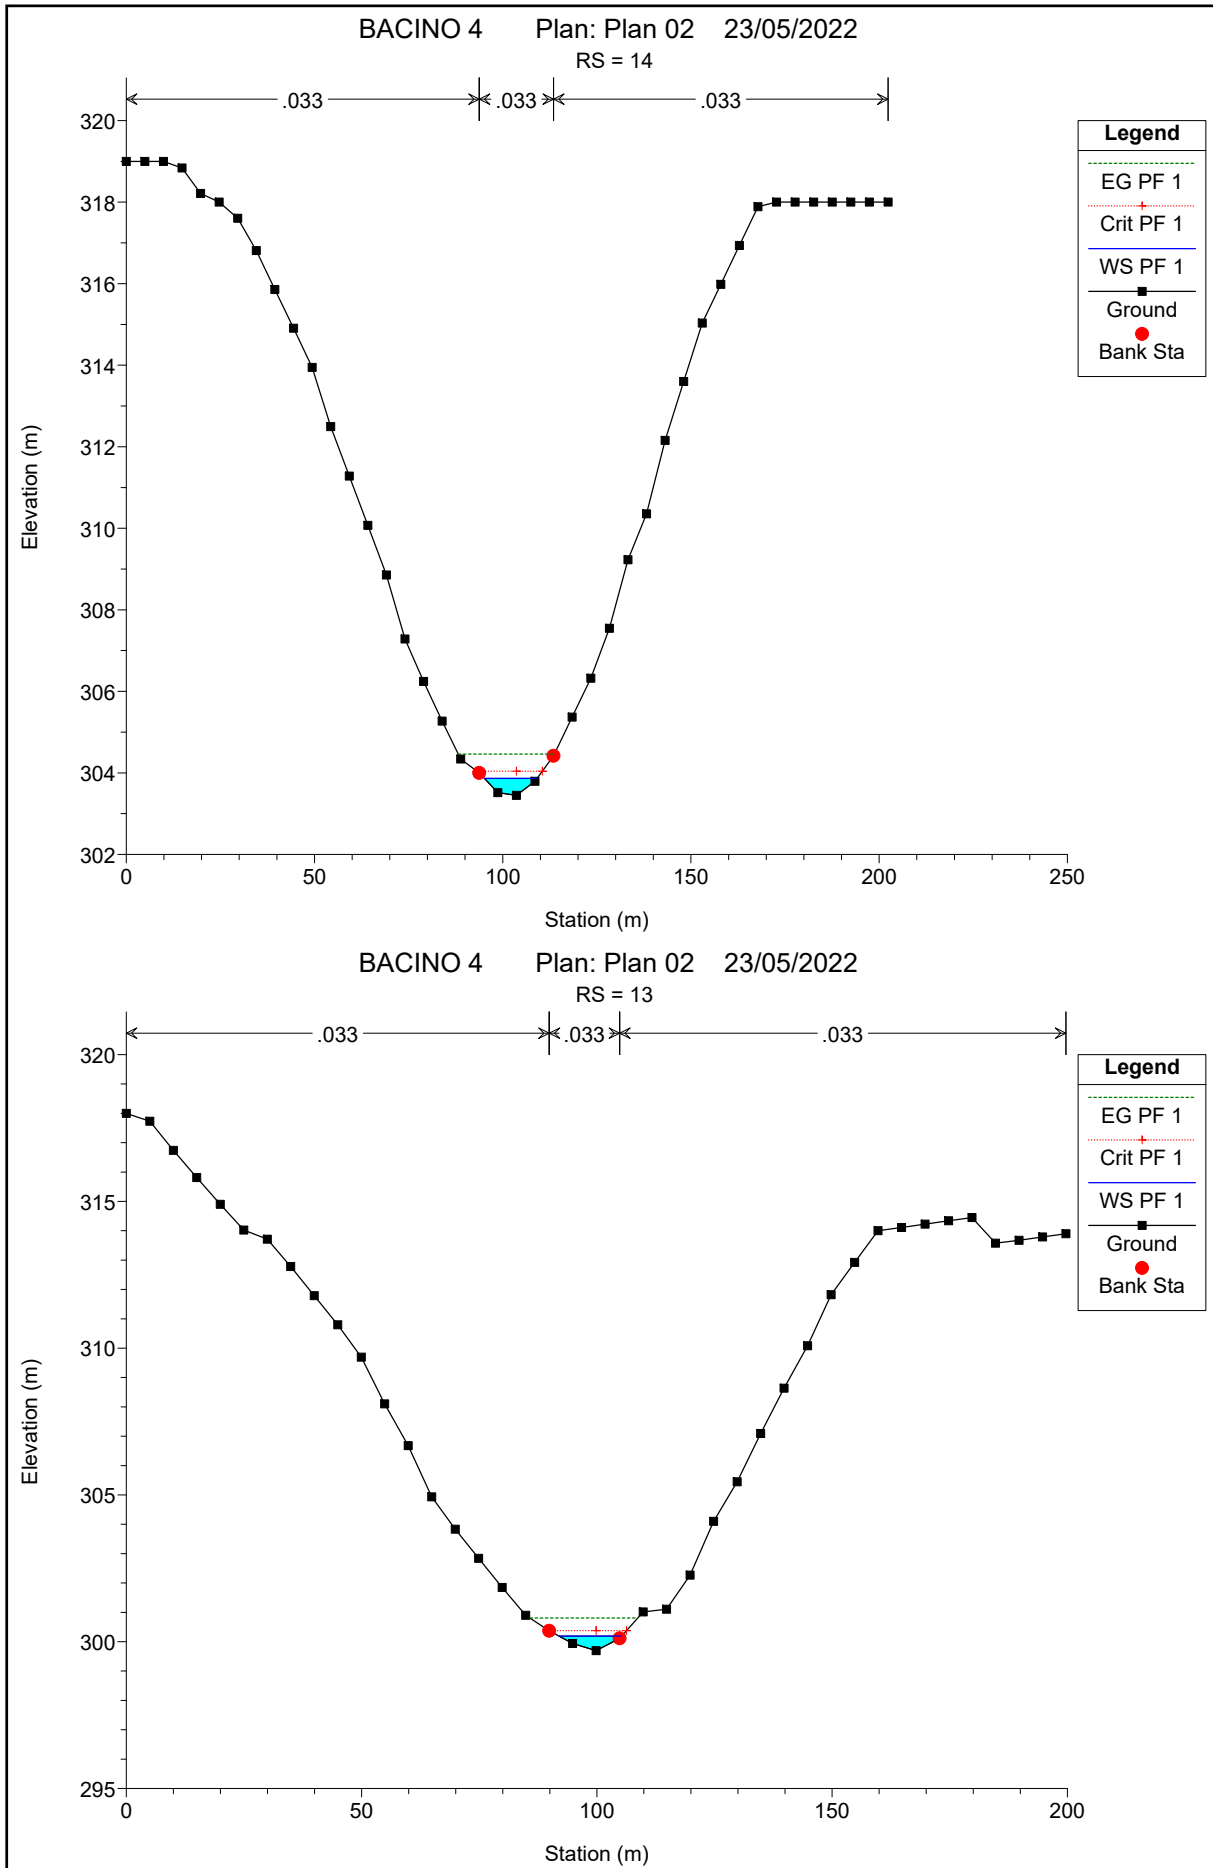 BACINO 4 Plan: Plan 02 23/05/2022
RS = 14
.033 .033 .033
320
318
316
314
312
310
308
306
304
302
Elevation (m)
0 50 100 150 200 250
Station (m)
Legend
EG PF 1
Crit PF 1
WS PF 1
Ground
Bank Sta
BACINO 4 Plan: Plan 02 23/05/2022
RS = 13
.033 .033 .033
320
315
310
305
300
295
Elevation (m)
0 50 100 150 200
Station (m)
Legend
EG PF 1
Crit PF 1
WS PF 1
Ground
Bank Sta